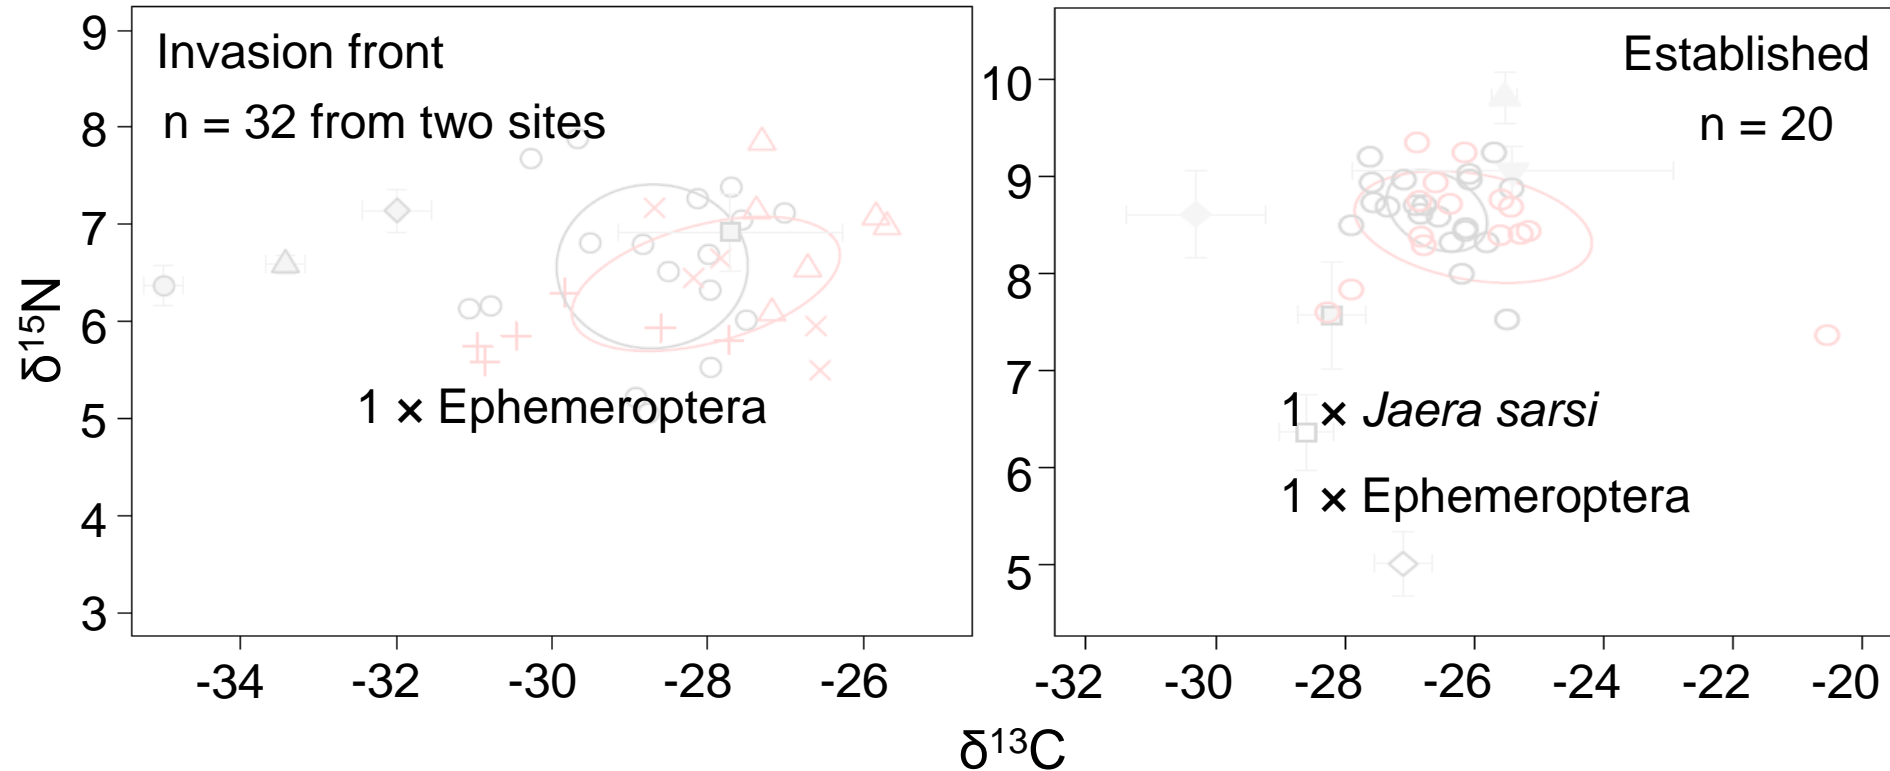 Invasion front
n = 32 from two sites
1 × Ephemeroptera
9
8
7
6
5
4
3
-34 -32 -30 -28 -26
δ¹⁵N
Established
n = 20
1 × Jaera sarsi
1 × Ephemeroptera
10
9
8
7
6
5
-32 -30 -28 -26 -24 -22 -20
δ¹³C